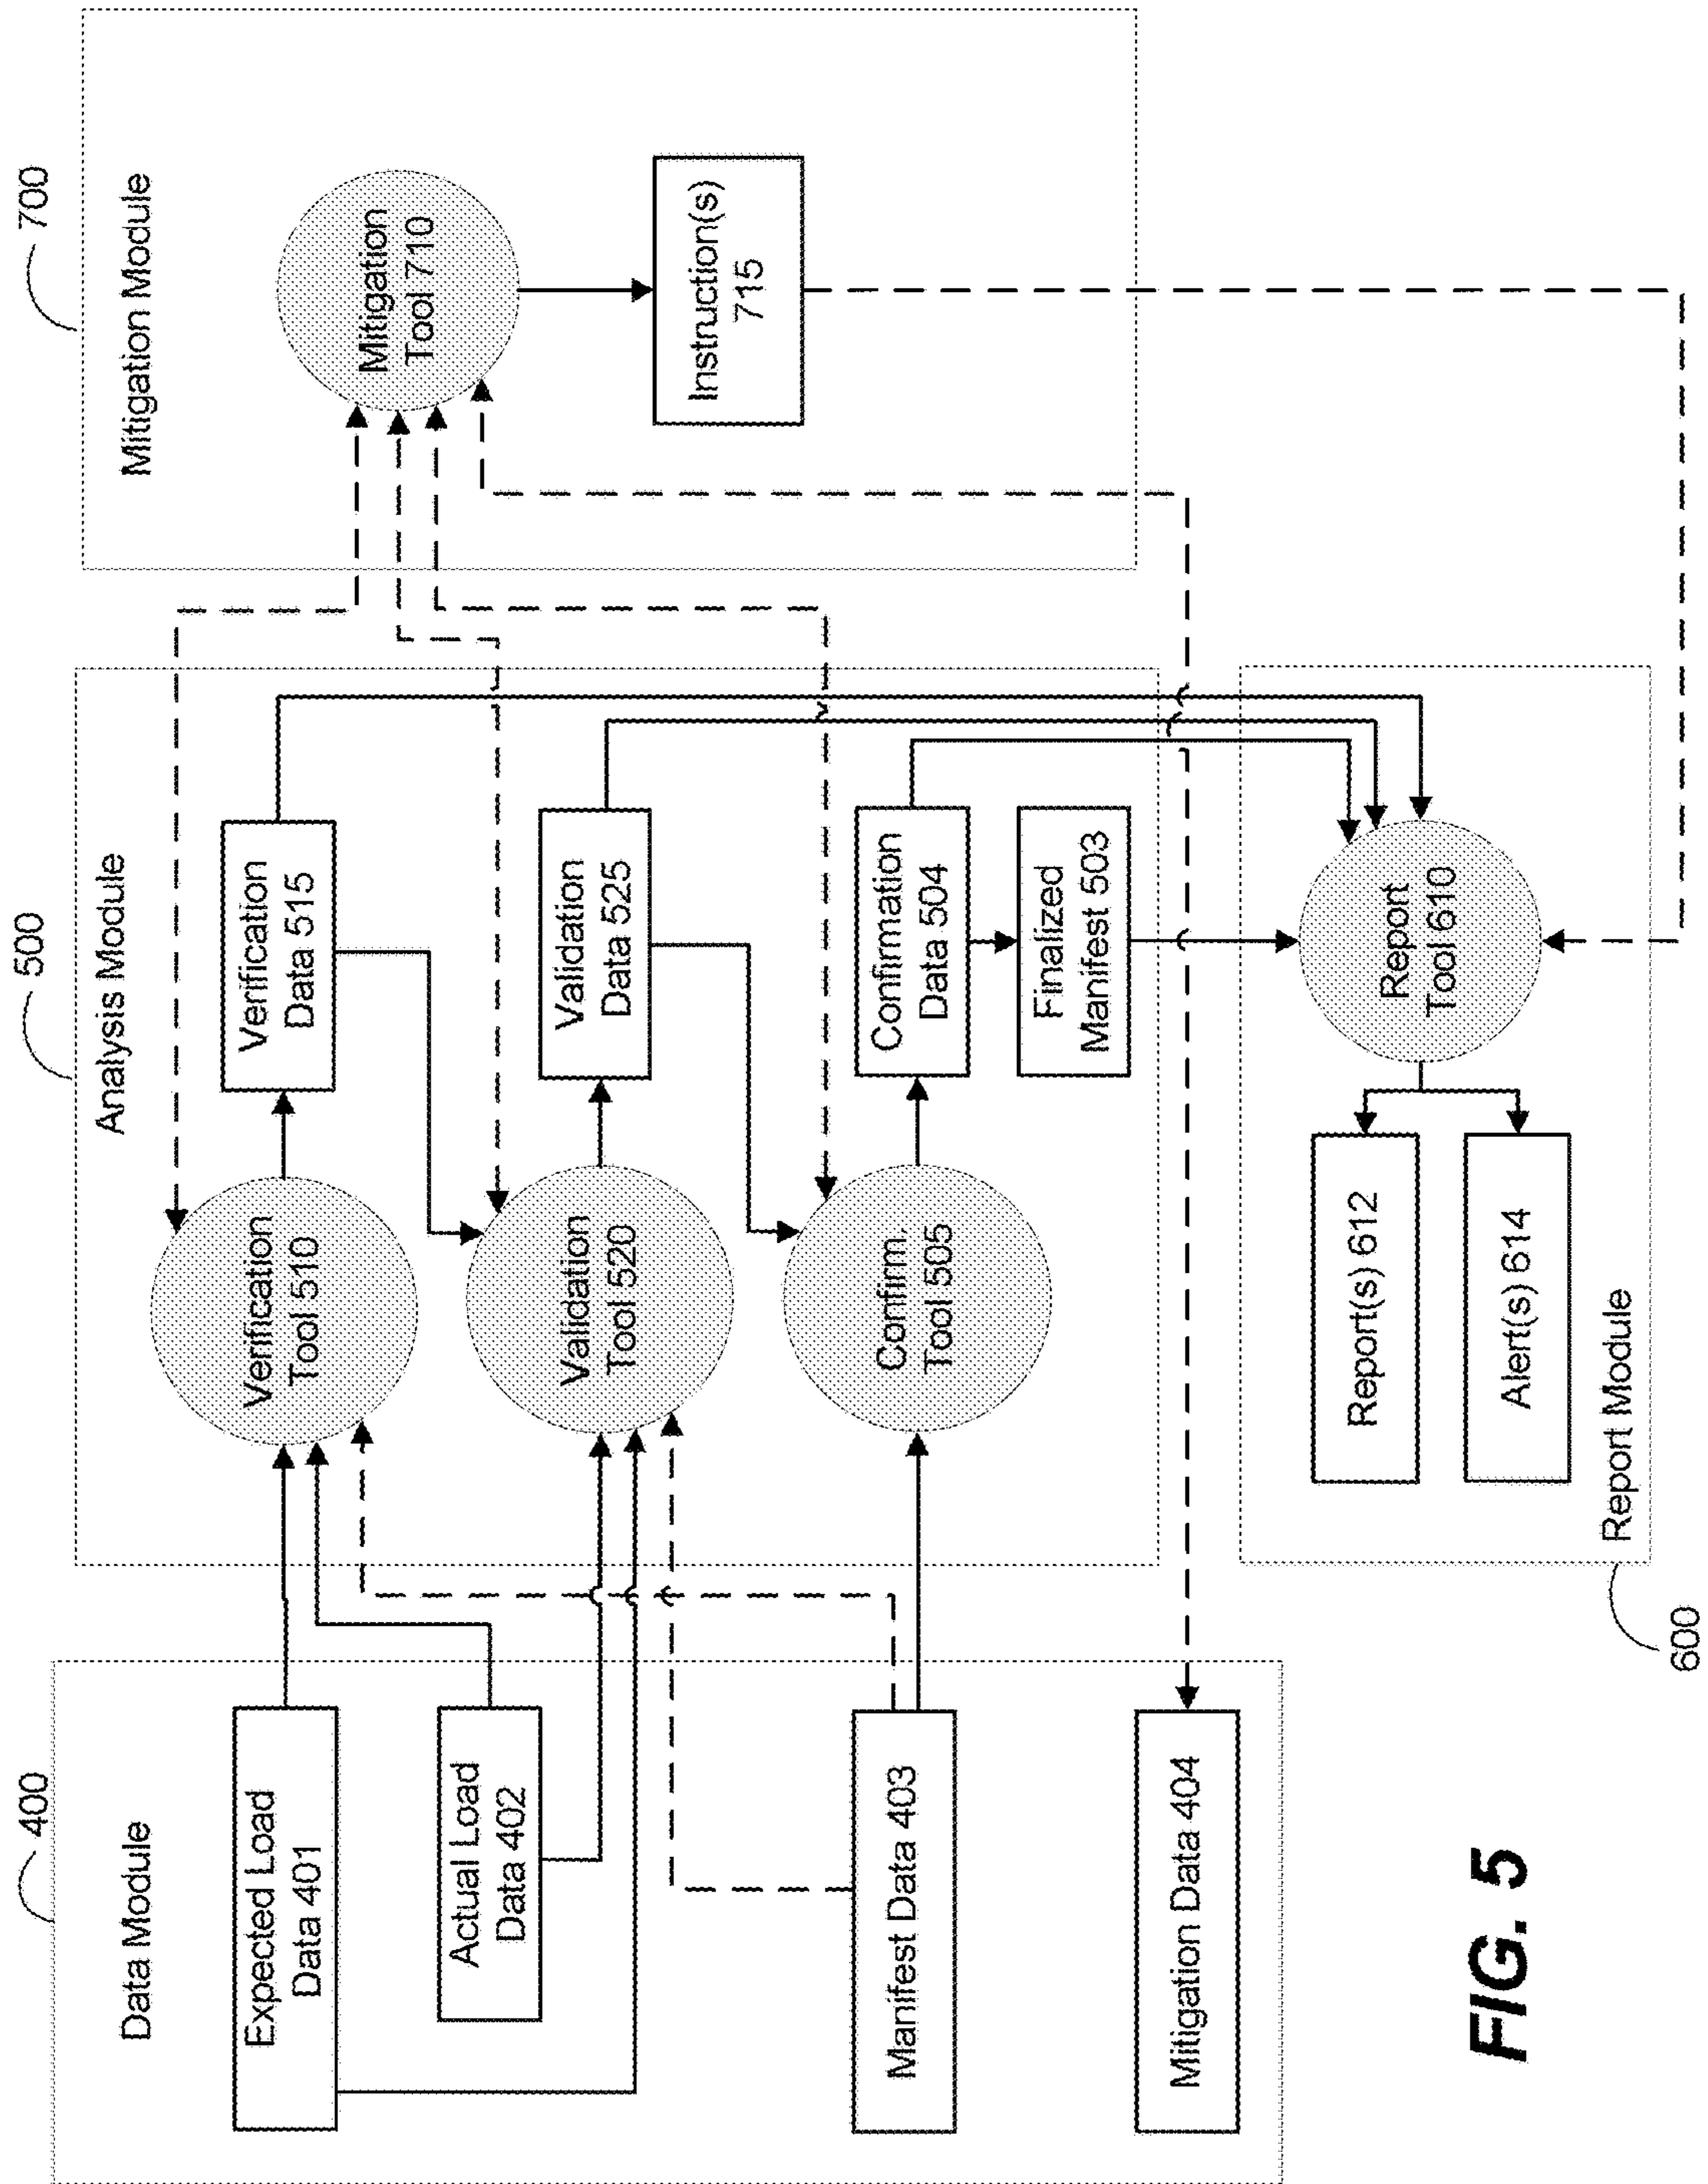 400
Data Module
Expected Load
Data 401
Actual Load
Data 402
Manifest Data 403
Mitigation Data 404
500
Analysis Module
Verification
Tool 510
Verification
Data 515
Validation
Tool 520
Validation
Data 525
Confirm.
Tool 505
Confirmation
Data 504
Finalized
Manifest 503
700
Mitigation Module
Mitigation
Tool 710
Instruction(s)
715
Report
Tool 610
Report(s) 612
Alert(s) 614
Report Module
600
FIG. 5